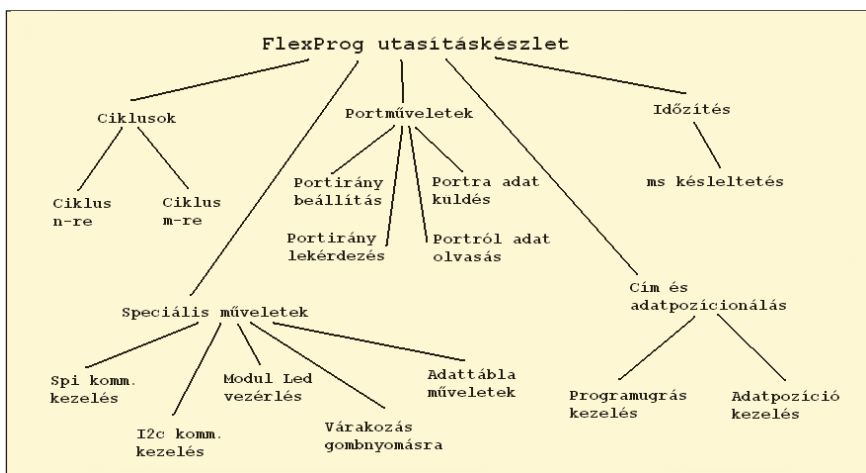 FlexProg utasításkészlet
Ciklusok
Portműveletek
Időzítés
Ciklus
n-re
Ciklus
m-re
Portirány
beállítás
Portra adat
küldés
ms késleltetés
Portirány
lekérdezés
Portról adat
olvasás
Speciális műveletek
Cím és
adatpozícionálás
Spi komm.
kezelés
I2c komm.
kezelés
Modul Led
vezérlés
Várakozás
gombnyomásra
Adattábla
műveletek
Programugrás
kezelés
Adatpozíció
kezelés